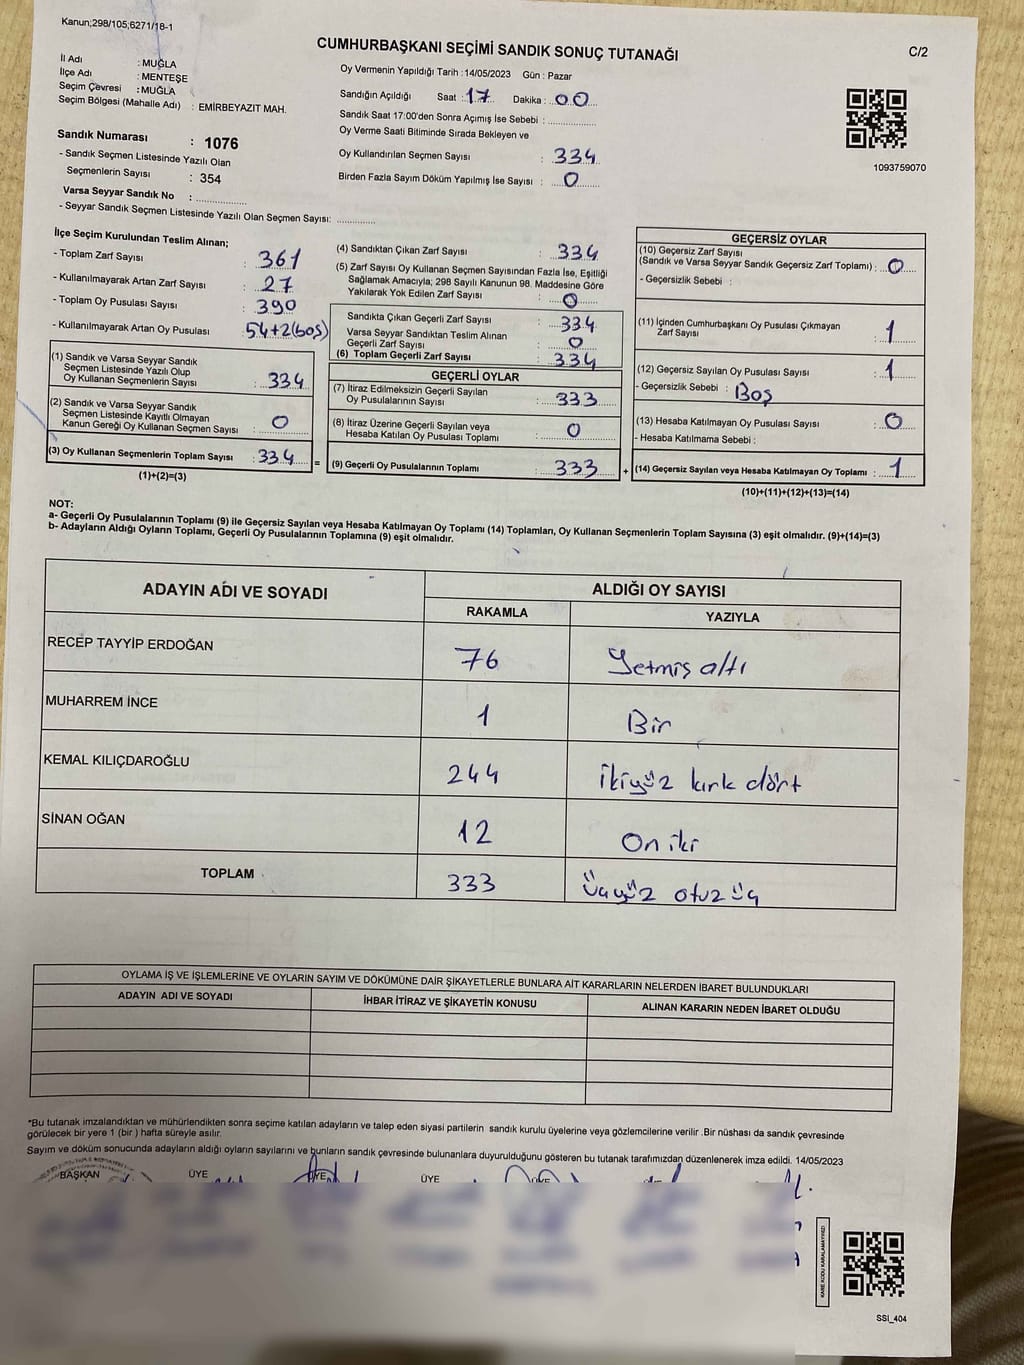 Kanun;298/105;6271/18-1
CUMHURBAŞKANI SEÇİMİ SANDIK SONUÇ TUTANAĞI
C/2
İl Adı : MUĞLA
İlçe Adı : MENTEŞE
Seçim Çevresi : MUĞLA
Seçim Bölgesi (Mahalle Adı) : EMİRBEYAZIT MAH.
Sandık Numarası : 1076
- Sandık Seçmen Listesinde Yazılı Olan
Seçmenlerin Sayısı : 354
Varsa Seyyar Sandık No : ..............
- Seyyar Sandık Seçmen Listesinde Yazılı Olan Seçmen Sayısı: ............
Oy Vermenin Yapıldığı Tarih :14/05/2023 Gün : Pazar
Sandığın Açıldığı Saat : 17 Dakika : 00
Sandık Saat 17:00'den Sonra Açımış İse Sebebi : ..............
Oy Verme Saati Bitiminde Sırada Bekleyen ve
Oy Kullandırılan Seçmen Sayısı : 334
Birden Fazla Sayım Döküm Yapılmış İse Sayısı : 0
1093759070
İlçe Seçim Kurulundan Teslim Alınan;
- Toplam Zarf Sayısı : 361
- Kullanılmayarak Artan Zarf Sayısı : 27
- Toplam Oy Pusulası Sayısı : 390
- Kullanılmayarak Artan Oy Pusulası 54+2(boş)
(1) Sandık ve Varsa Seyyar Sandık
Seçmen Listesinde Yazılı Olup
Oy Kullanan Seçmenlerin Sayısı : 334
(2) Sandık ve Varsa Seyyar Sandık
Seçmen Listesinde Kayıtlı Olmayan
Kanun Gereği Oy Kullanan Seçmen Sayısı : 0
(3) Oy Kullanan Seçmenlerin Toplam Sayısı : 334
(1)+(2)=(3)
(4) Sandıktan Çıkan Zarf Sayısı : 334
(5) Zarf Sayısı Oy Kullanan Seçmen Sayısından Fazla İse, Eşitliği
Sağlamak Amacıyla; 298 Sayılı Kanunun 98. Maddesine Göre
Yakılarak Yok Edilen Zarf Sayısı : 0
Sandıkta Çıkan Geçerli Zarf Sayısı : 334
Varsa Seyyar Sandıktan Teslim Alınan
Geçerli Zarf Sayısı : 0
(6) Toplam Geçerli Zarf Sayısı : 334
GEÇERLİ OYLAR
(7) İtiraz Edilmeksizin Geçerli Sayılan
Oy Pusulalarının Sayısı : 333
(8) İtiraz Üzerine Geçerli Sayılan veya
Hesaba Katılan Oy Pusulası Toplamı : 0
=
(9) Geçerli Oy Pusulalarının Toplamı : 333
+
GEÇERSİZ OYLAR
(10) Geçersiz Zarf Sayısı
(Sandık ve Varsa Seyyar Sandık Geçersiz Zarf Toplamı) : 0
- Geçersizlik Sebebi :
(11) İçinden Cumhurbaşkanı Oy Pusulası Çıkmayan
Zarf Sayısı : 1
(12) Geçersiz Sayılan Oy Pusulası Sayısı : 1
- Geçersizlik Sebebi : Boş
(13) Hesaba Katılmayan Oy Pusulası Sayısı : 0
- Hesaba Katılmama Sebebi :
(14) Geçersiz Sayılan veya Hesaba Katılmayan Oy Toplamı : 1
(10)+(11)+(12)+(13)=(14)
NOT:
a- Geçerli Oy Pusulalarının Toplamı (9) ile Geçersiz Sayılan veya Hesaba Katılmayan Oy Toplamı (14) Toplamları, Oy Kullanan Seçmenlerin Toplam Sayısına (3) eşit olmalıdır. (9)+(14)=(3)
b- Adayların Aldığı Oyların Toplamı, Geçerli Oy Pusulalarının Toplamına (9) eşit olmalıdır.
ADAYIN ADI VE SOYADI
ALDIĞI OY SAYISI
RAKAMLA YAZIYLA
RECEP TAYYİP ERDOĞAN 76 Yetmiş altı
MUHARREM İNCE 1 Bir
KEMAL KILIÇDAROĞLU 244 ikiyüz kırk dört
SİNAN OĞAN 12 On iki
TOPLAM 333 üçyüz otuz üç
OYLAMA İŞ VE İŞLEMLERİNE VE OYLARIN SAYIM VE DÖKÜMÜNE DAİR ŞİKAYETLERLE BUNLARA AİT KARARLARIN NELERDEN İBARET BULUNDUKLARI
ADAYIN ADI VE SOYADI İHBAR İTİRAZ VE ŞİKAYETİN KONUSU ALINAN KARARIN NEDEN İBARET OLDUĞU
*Bu tutanak imzalandıktan ve mühürlendikten sonra seçime katılan adayların ve talep eden siyasi partilerin sandık kurulu üyelerine veya gözlemcilerine verilir .Bir nüshası da sandık çevresinde
görülecek bir yere 1 (bir ) hafta süreyle asılır.
Sayım ve döküm sonucunda adayların aldığı oyların sayılarını ve bunların sandık çevresinde bulunanlara duyurulduğunu gösteren bu tutanak tarafımızdan düzenlenerek imza edildi. 14/05/2023
BAŞKAN ÜYE ÜYE ÜYE
KARE KODU KARALAMAYINIZ!
SSI_404